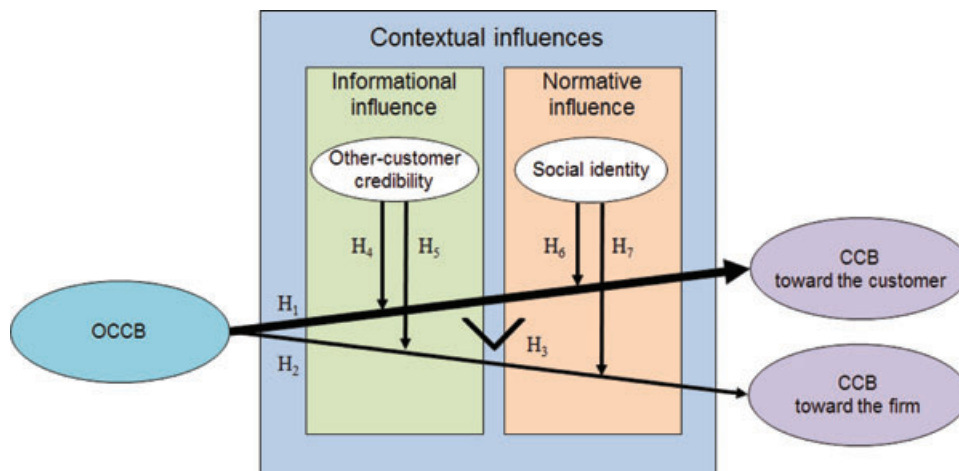 Contextual influences
Informational
influence
Normative
influence
Other-customer
credibility
Social identity
H₄
H₅
H₆
H₇
CCB
toward the customer
H₁
OCCB
H₃
H₂
CCB
toward the firm